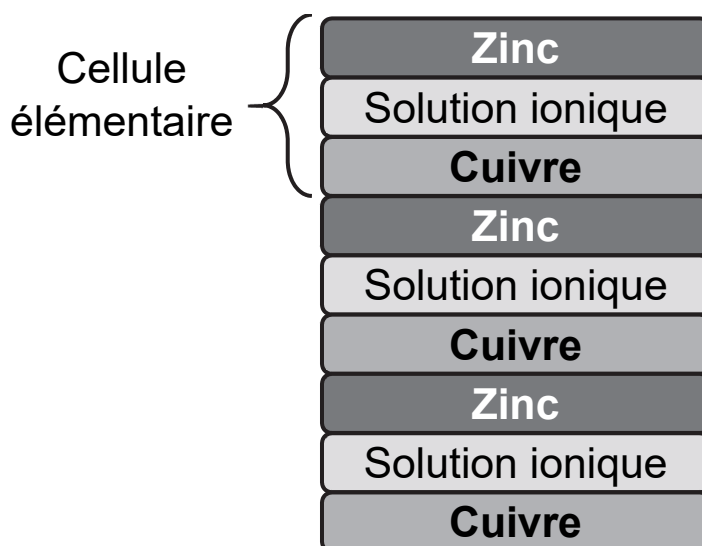 Cellule
élémentaire
Zinc
Solution ionique
Cuivre
Zinc
Solution ionique
Cuivre
Zinc
Solution ionique
Cuivre